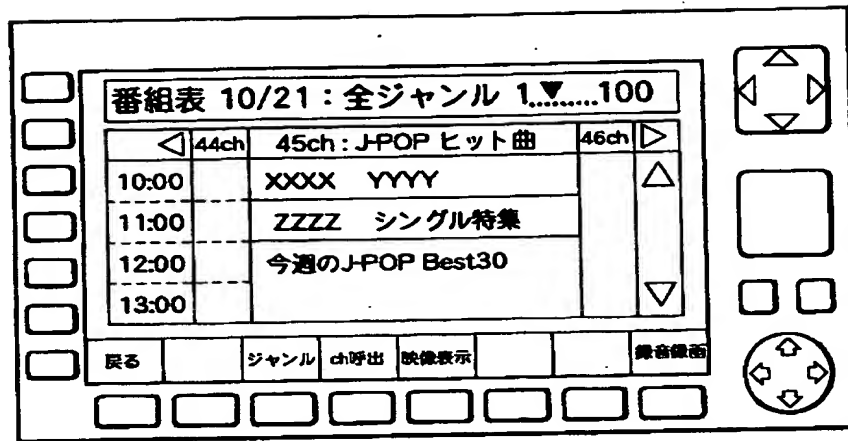 番組表 10/21：全ジャンル 1...▼......100
◁ 44ch 45ch : J-POP ヒット曲 46ch ▷
10:00 XXXX YYYY △
11:00 ZZZZ シングル特集
12:00 今週のJ-POP Best30
13:00 ▽
戻る ジャンル ch呼出 映像表示 録音録画